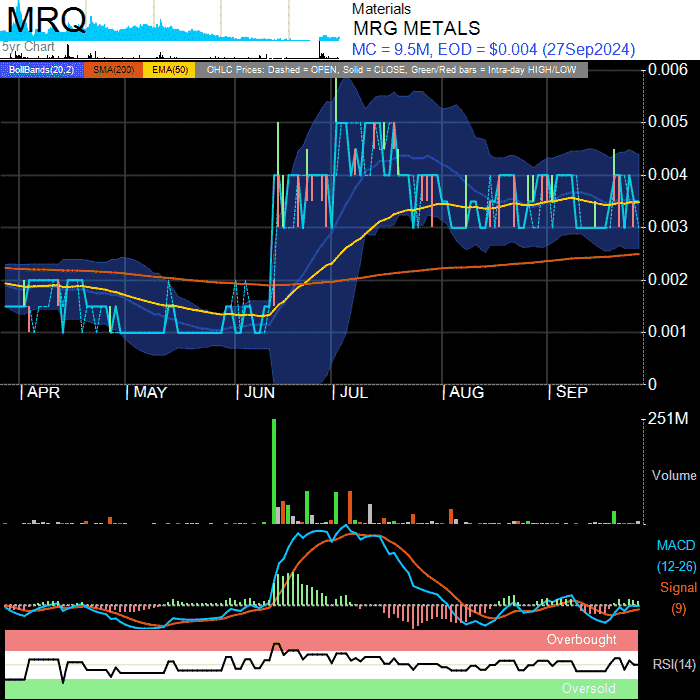 MRQ
5yr Chart
Materials
MRG METALS
MC = 9.5M, EOD = $0.004 (27Sep2024)
BollBands(20,2) SMA(200) EMA(50) OHLC Prices: Dashed = OPEN, Solid = CLOSE, Green/Red bars = Intra-day HIGH/LOW
0.006
0.005
0.004
0.003
0.002
0.001
0
APR MAY JUN JUL AUG SEP
251M
Volume
MACD
(12-26)
Signal
(9)
Overbought
RSI(14)
Oversold